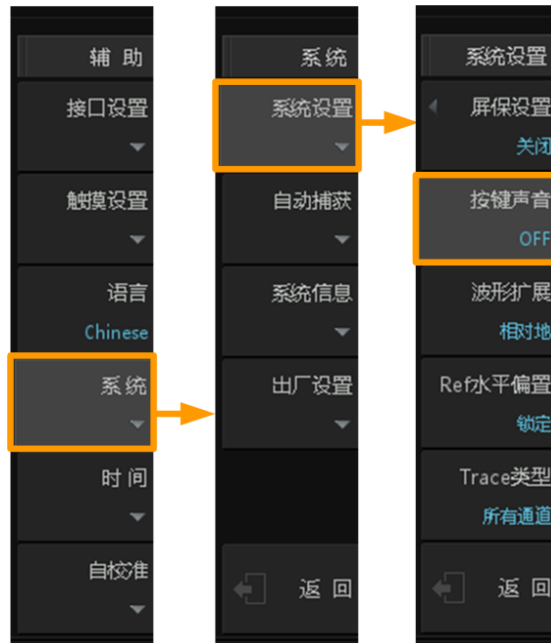 辅 助
接口设置
触摸设置
语言
Chinese
系统
时间
自校准
系统
系统设置
自动捕获
系统信息
出厂设置
返 回
系统设置
屏保设置
关闭
按键声音
OFF
波形扩展
相对地
Ref水平偏置
锁定
Trace类型
所有通道
返 回